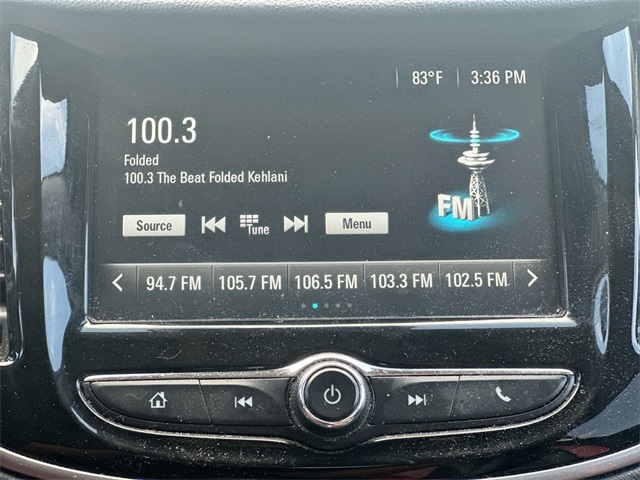 83°F 3:36 PM
100.3
Folded
100.3 The Beat Folded Kehlani
FM
Source Tune Menu
94.7 FM 105.7 FM 106.5 FM 103.3 FM 102.5 FM